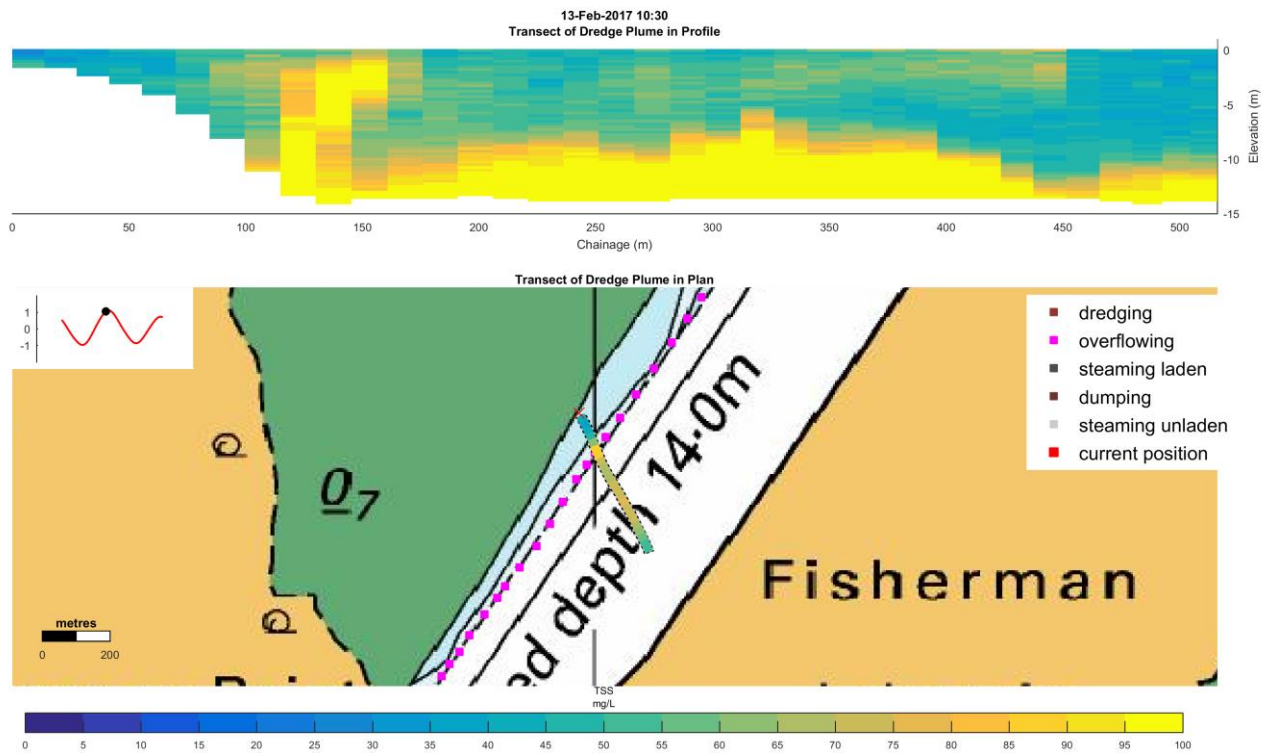 13-Feb-2017 10:30
Transect of Dredge Plume in Profile
0
-5
-10
-15
Elevation (m)
0 50 100 150 200 250 300 350 400 450 500
Chainage (m)
Transect of Dredge Plume in Plan
1
0
-1
dredging
overflowing
steaming laden
dumping
steaming unladen
current position
0 7
ed depth 14·0m
Fisherman
metres
0 200
TSS
mg/L
0 5 10 15 20 25 30 35 40 45 50 55 60 65 70 75 80 85 90 95 100